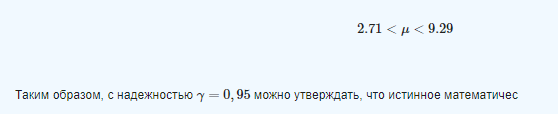 2.71 < μ < 9.29
Таким образом, с надежностью γ = 0, 95 можно утверждать, что истинное математичес